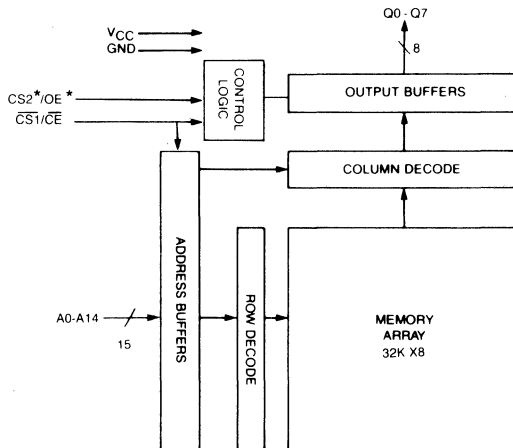 Q0 - Q7
8
VCC
GND
CONTROL
LOGIC
OUTPUT BUFFERS
CS2*/OE*
CS1/CE
COLUMN DECODE
ADDRESS BUFFERS
ROW DECODE
A0-A14
15
MEMORY
ARRAY
32K X8